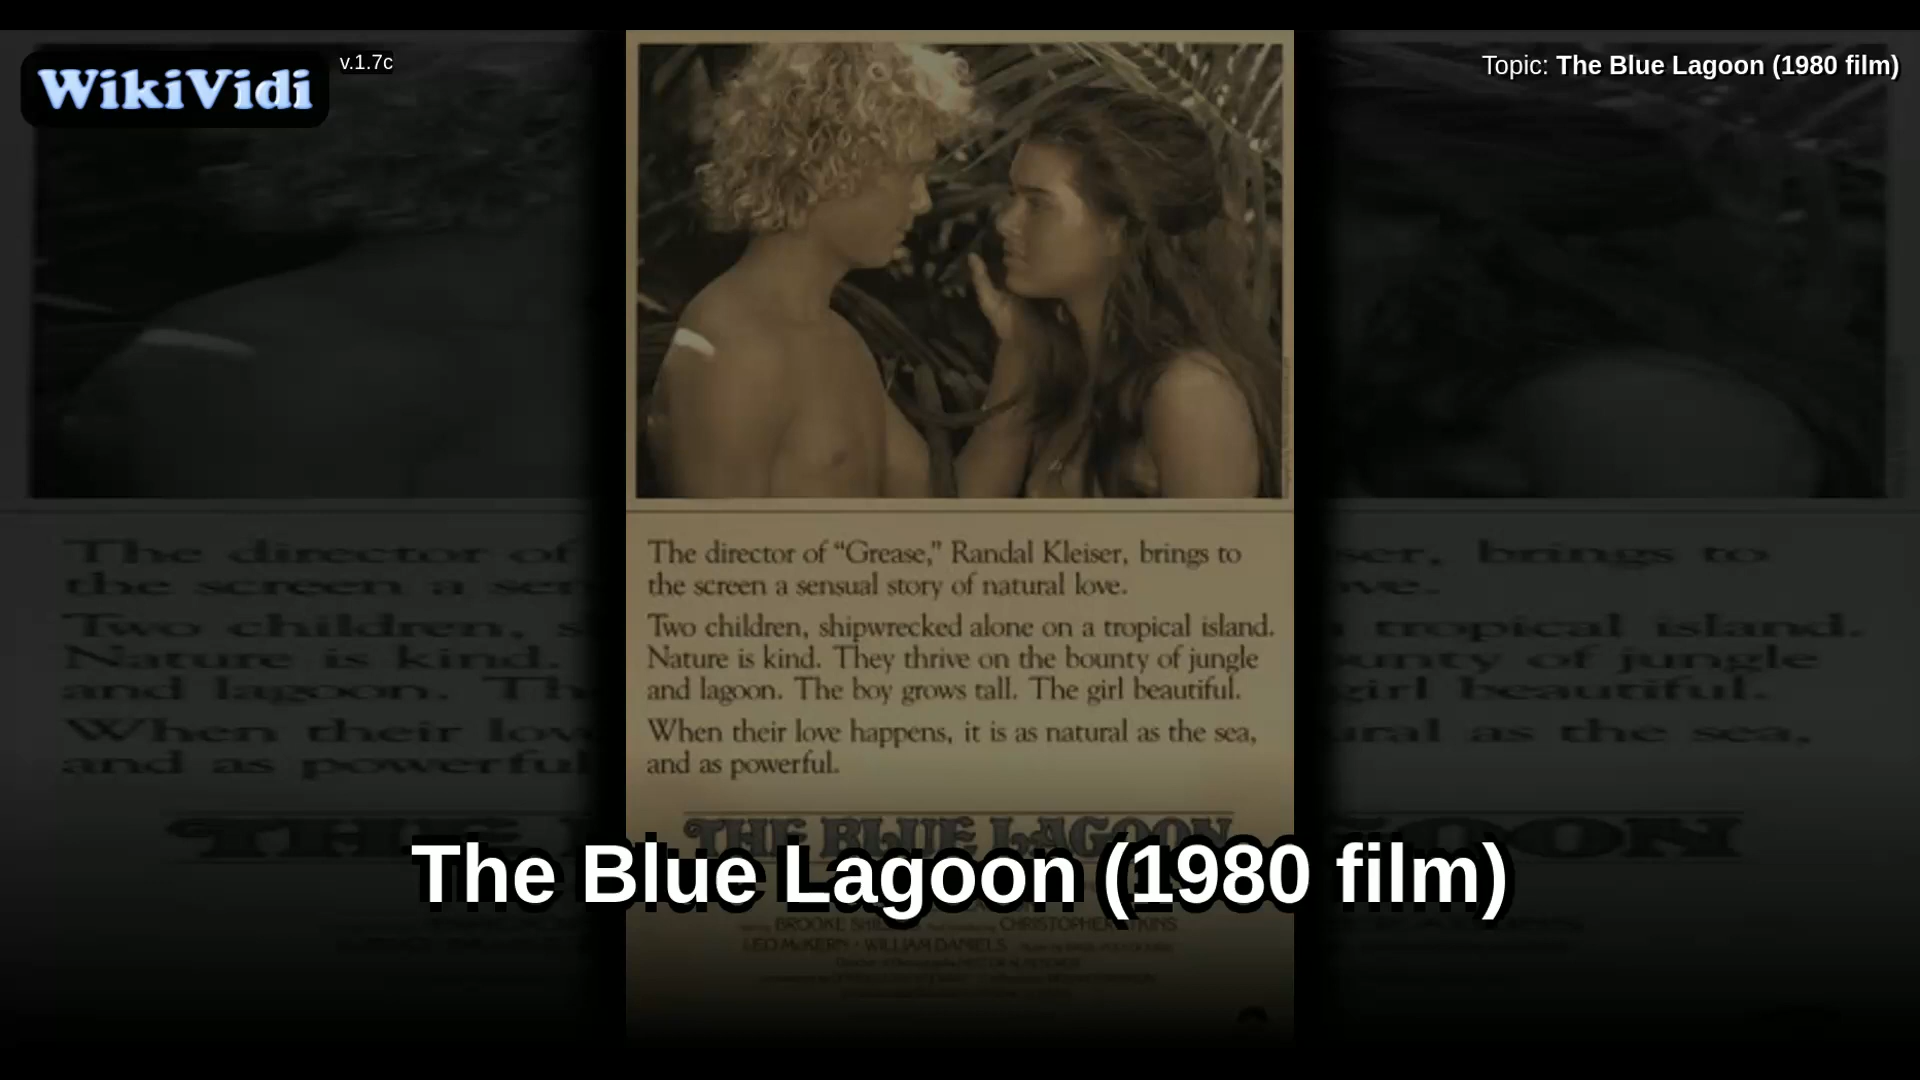 WikiVidi
v.1.7c
Topic: The Blue Lagoon (1980 film)
The director of “Grease,” Randal Kleiser, brings to
the screen a sensual story of natural love.
Two children, shipwrecked alone on a tropical island.
Nature is kind. They thrive on the bounty of jungle
and lagoon. The boy grows tall. The girl beautiful.
When their love happens, it is as natural as the sea,
and as powerful.
THE BLUE LAGOON
The Blue Lagoon (1980 film)
BROOKE CHRISTOPHER
LEO McKERN • WILLIAM DANIELS